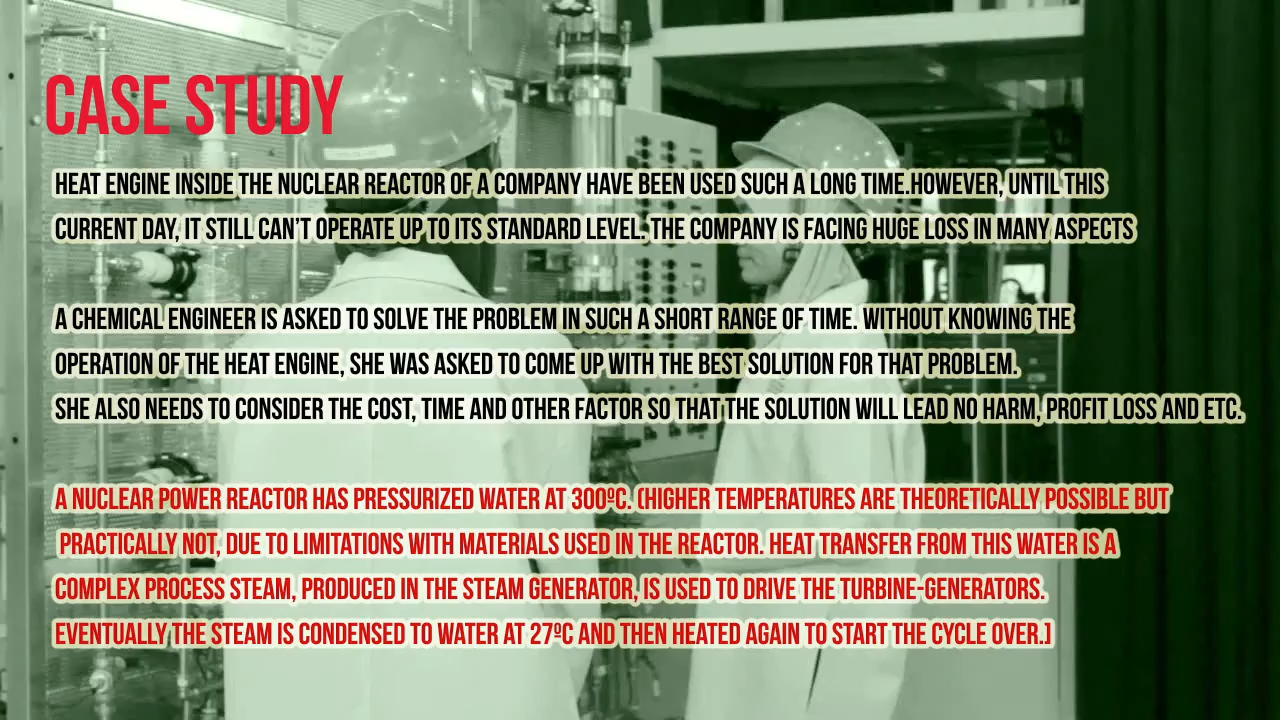 CASE STUDY
HEAT ENGINE INSIDE THE NUCLEAR REACTOR OF A COMPANY HAVE BEEN USED SUCH A LONG TIME.HOWEVER, UNTIL THIS
CURRENT DAY, IT STILL CAN'T OPERATE UP TO ITS STANDARD LEVEL. THE COMPANY IS FACING HUGE LOSS IN MANY ASPECTS
A CHEMICAL ENGINEER IS ASKED TO SOLVE THE PROBLEM IN SUCH A SHORT RANGE OF TIME. WITHOUT KNOWING THE
OPERATION OF THE HEAT ENGINE, SHE WAS ASKED TO COME UP WITH THE BEST SOLUTION FOR THAT PROBLEM.
SHE ALSO NEEDS TO CONSIDER THE COST, TIME AND OTHER FACTOR SO THAT THE SOLUTION WILL LEAD NO HARM, PROFIT LOSS AND ETC.
A NUCLEAR POWER REACTOR HAS PRESSURIZED WATER AT 300ºC. (HIGHER TEMPERATURES ARE THEORETICALLY POSSIBLE BUT
PRACTICALLY NOT, DUE TO LIMITATIONS WITH MATERIALS USED IN THE REACTOR. HEAT TRANSFER FROM THIS WATER IS A
COMPLEX PROCESS STEAM, PRODUCED IN THE STEAM GENERATOR, IS USED TO DRIVE THE TURBINE-GENERATORS.
EVENTUALLY THE STEAM IS CONDENSED TO WATER AT 27ºC AND THEN HEATED AGAIN TO START THE CYCLE OVER.]